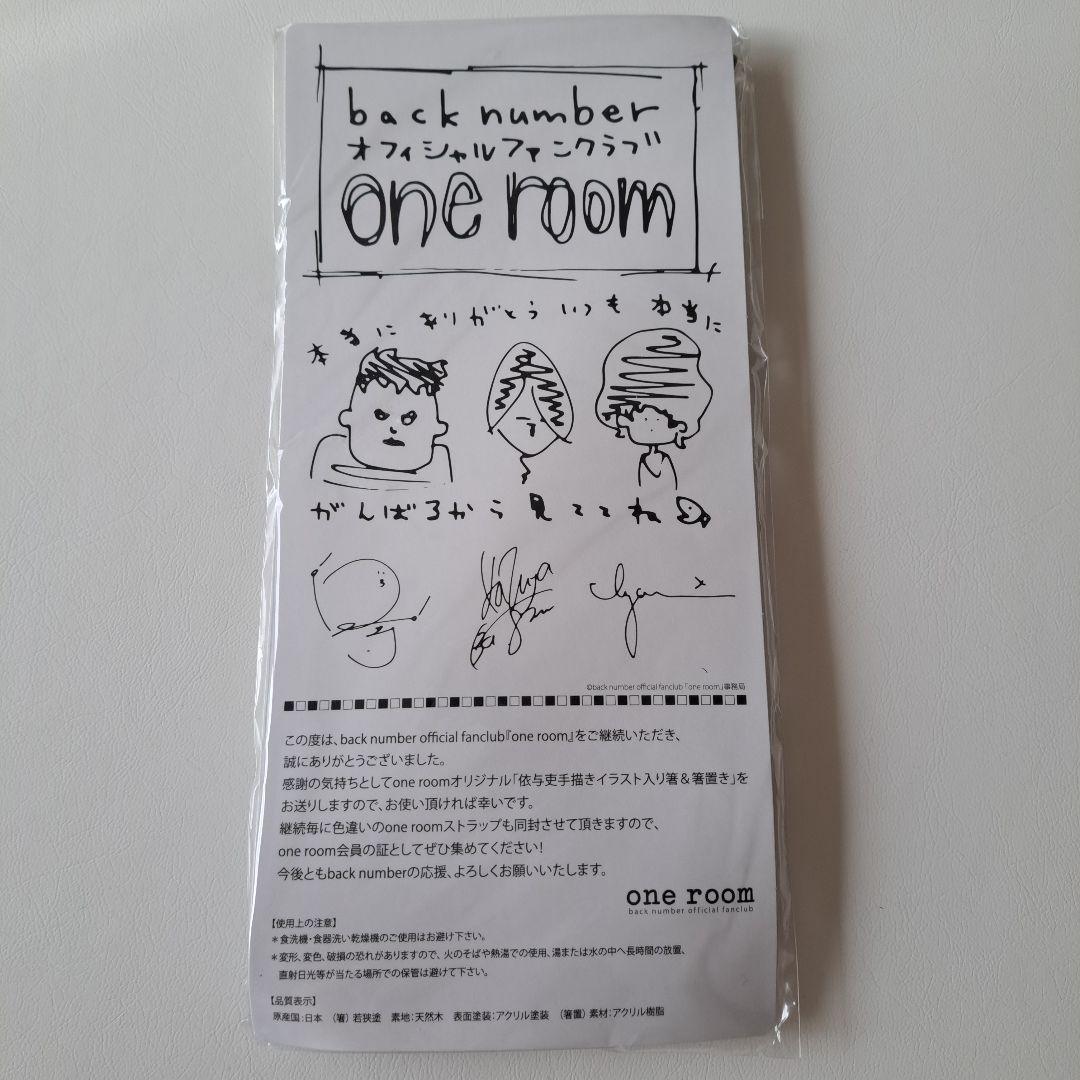 back number
オフィシャルファンクラブ
one room
本当にありがとういつも本当に
がんばるから見ててね
©back number official fanclub「one room」事務局
この度は、back number official fanclub『one room』をご継続いただき、
誠にありがとうございました。
感謝の気持ちとしてone roomオリジナル「依与吏手描きイラスト入り箸＆箸置き」を
お送りしますので、お使い頂ければ幸いです。
継続毎に色違いのone roomストラップも同封させて頂きますので、
one room会員の証としてぜひ集めてください！
今後ともback numberの応援、よろしくお願いいたします。
one room
back number official fanclub
【使用上の注意】
＊食洗機・食器洗い乾燥機のご使用はお避け下さい。
＊変形、変色、破損の恐れがありますので、火のそばや熱湯での使用、湯または水の中へ長時間の放置、
直射日光等が当たる場所での保管は避けて下さい。
【品質表示】
原産国：日本　（箸）若狭塗　素地：天然木　表面塗装：アクリル塗装　（箸置）素材：アクリル樹脂